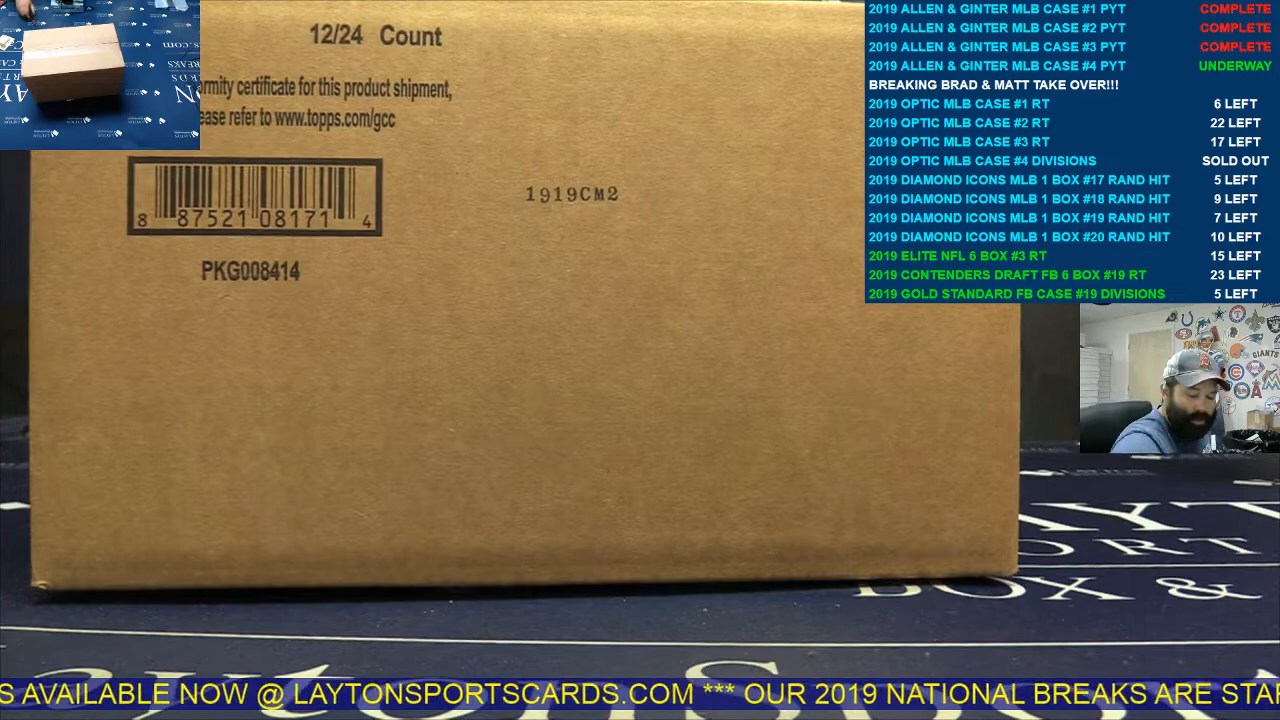 12/24 Count
rmity certificate for this product shipment,
ase refer to www.topps.com/gcc
8 87521 08171 4
1919CM2
PKG008414
2019 ALLEN & GINTER MLB CASE #1 PYT COMPLETE
2019 ALLEN & GINTER MLB CASE #2 PYT COMPLETE
2019 ALLEN & GINTER MLB CASE #3 PYT COMPLETE
2019 ALLEN & GINTER MLB CASE #4 PYT UNDERWAY
BREAKING BRAD & MATT TAKE OVER!!!
2019 OPTIC MLB CASE #1 RT 6 LEFT
2019 OPTIC MLB CASE #2 RT 22 LEFT
2019 OPTIC MLB CASE #3 RT 17 LEFT
2019 OPTIC MLB CASE #4 DIVISIONS SOLD OUT
2019 DIAMOND ICONS MLB 1 BOX #17 RAND HIT 5 LEFT
2019 DIAMOND ICONS MLB 1 BOX #18 RAND HIT 9 LEFT
2019 DIAMOND ICONS MLB 1 BOX #19 RAND HIT 7 LEFT
2019 DIAMOND ICONS MLB 1 BOX #20 RAND HIT 10 LEFT
2019 ELITE NFL 6 BOX #3 RT 15 LEFT
2019 CONTENDERS DRAFT FB 6 BOX #19 RT 23 LEFT
2019 GOLD STANDARD FB CASE #19 DIVISIONS 5 LEFT
GIANTS
AYT
ORT
BOX &
aytonS
S AVAILABLE NOW @ LAYTONSPORTSCARDS.COM *** OUR 2019 NATIONAL BREAKS ARE STAR